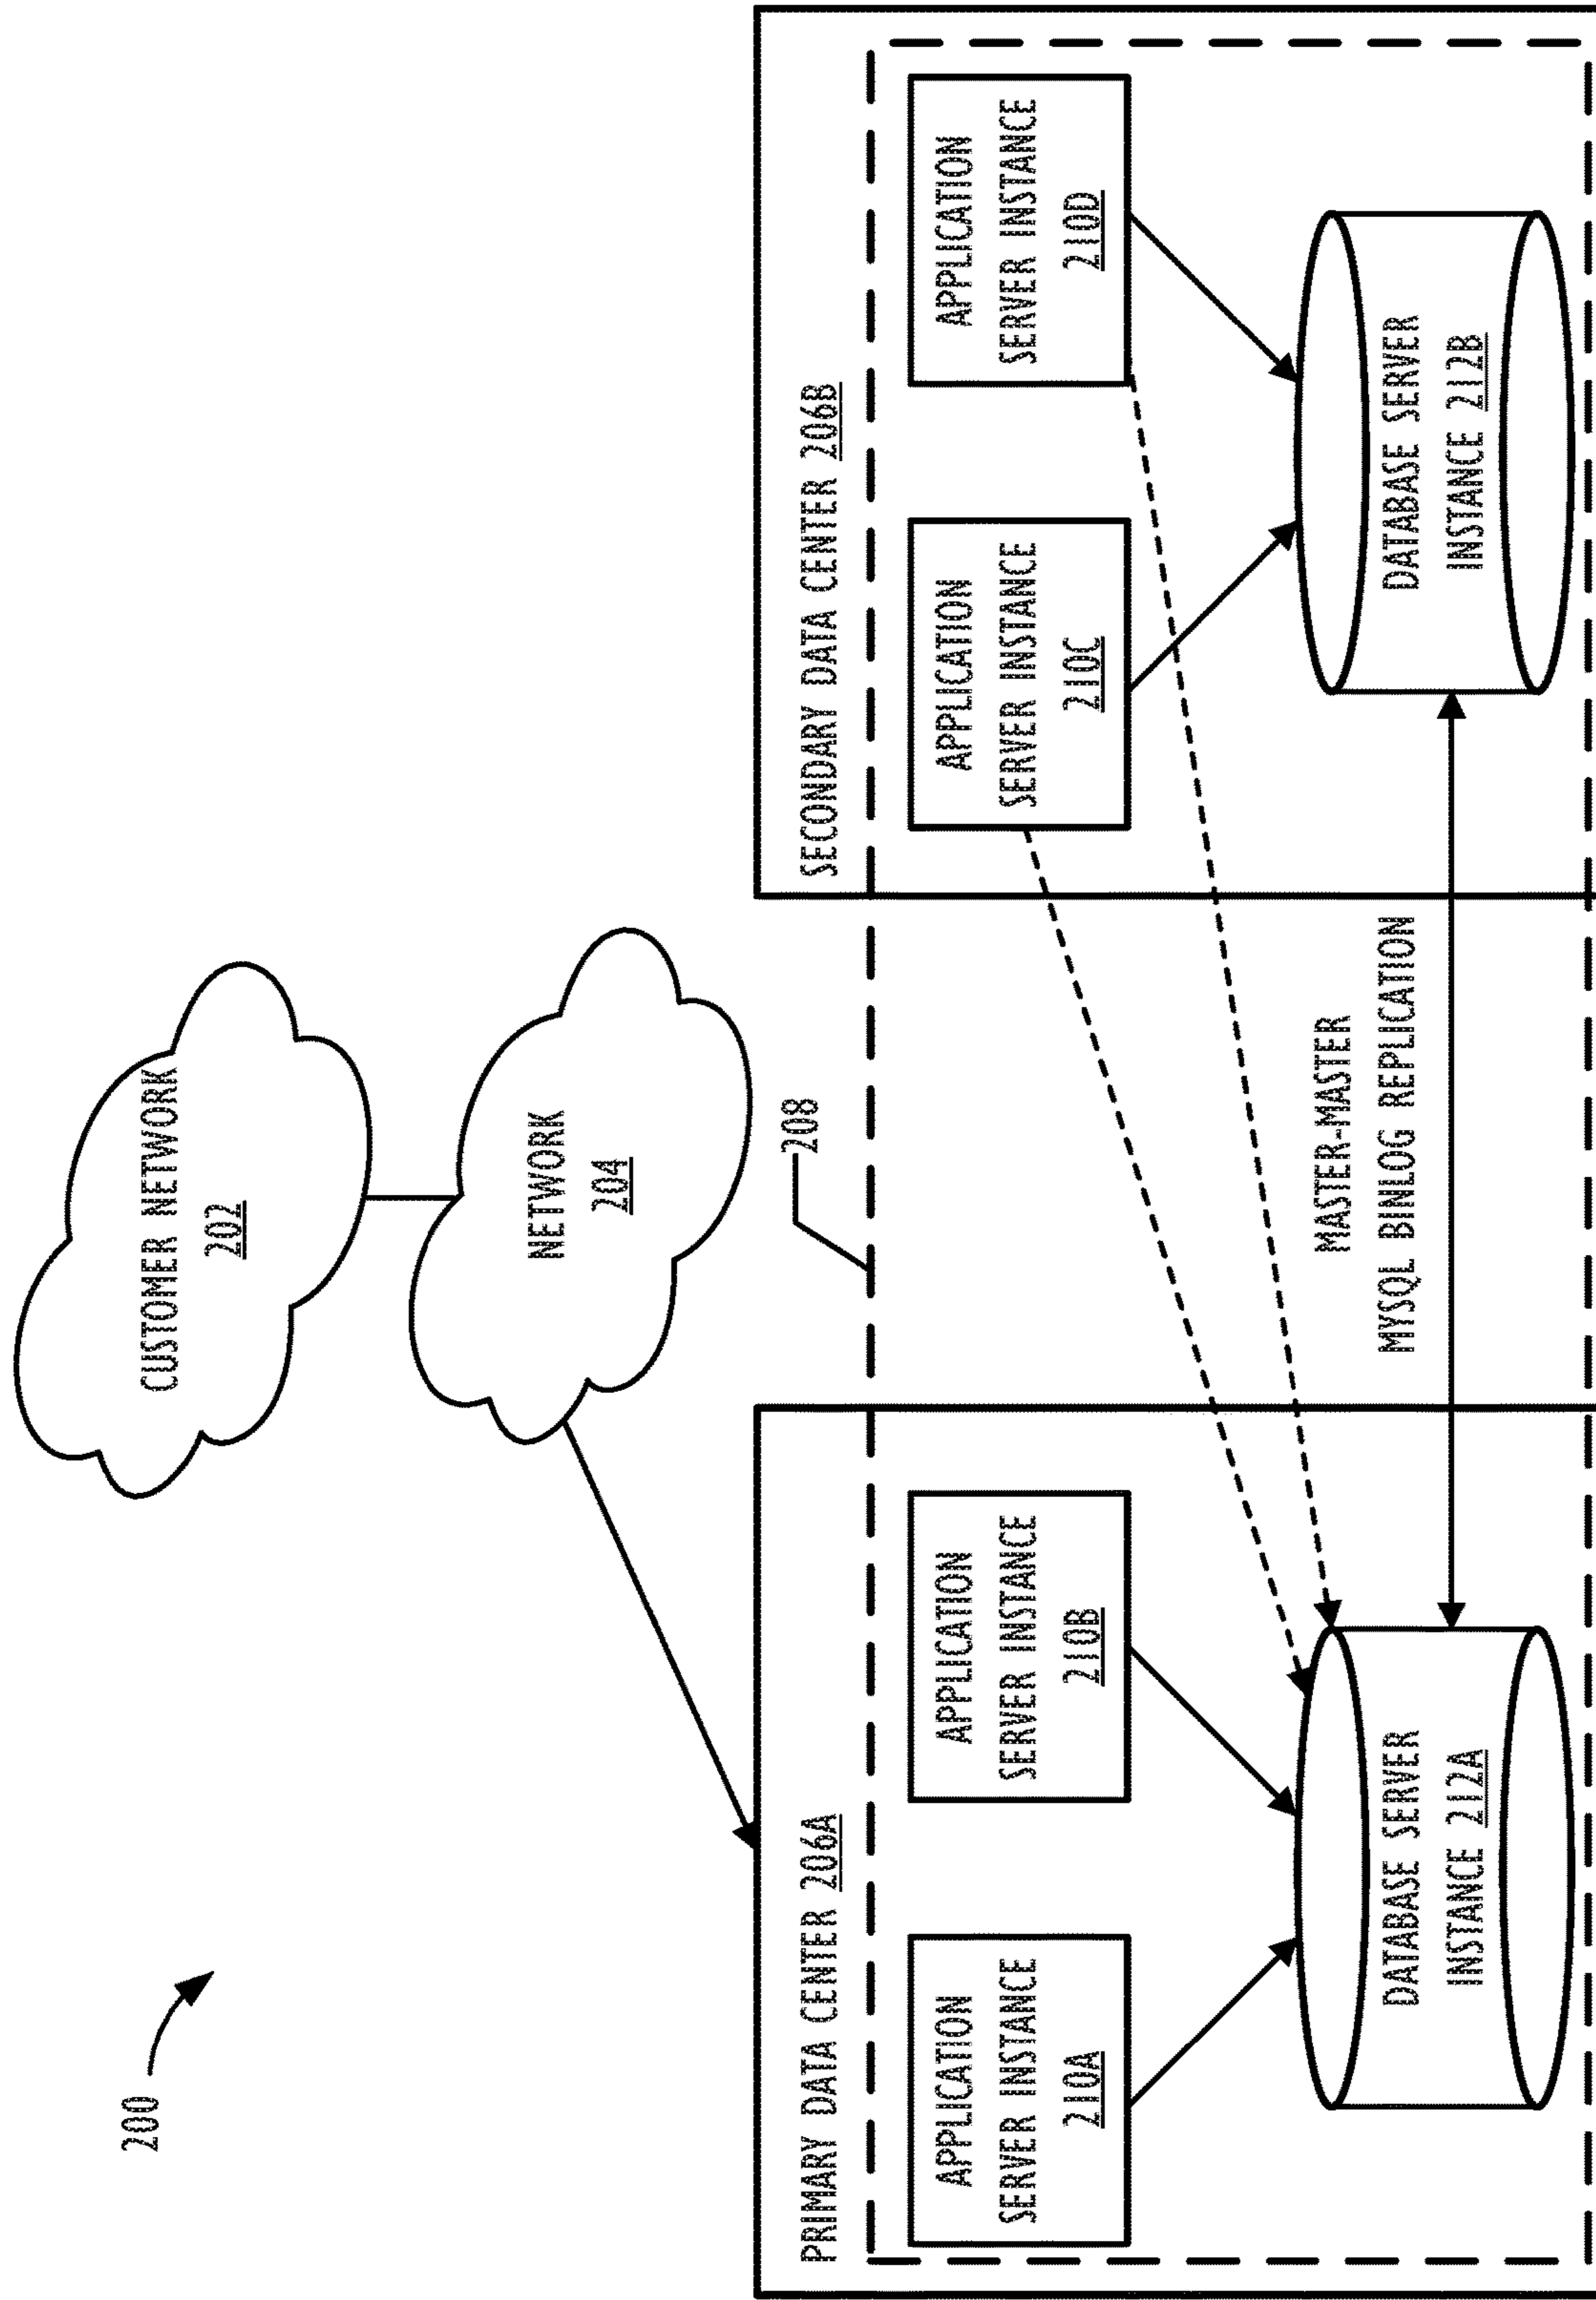 200
CUSTOMER NETWORK
202
NETWORK
204
208
PRIMARY DATA CENTER 206A
APPLICATION
SERVER INSTANCE
210A
APPLICATION
SERVER INSTANCE
210B
DATABASE SERVER
INSTANCE 212A
MASTER-MASTER
MYSQL BINLOG REPLICATION
SECONDARY DATA CENTER 206B
APPLICATION
SERVER INSTANCE
210C
APPLICATION
SERVER INSTANCE
210D
DATABASE SERVER
INSTANCE 212B